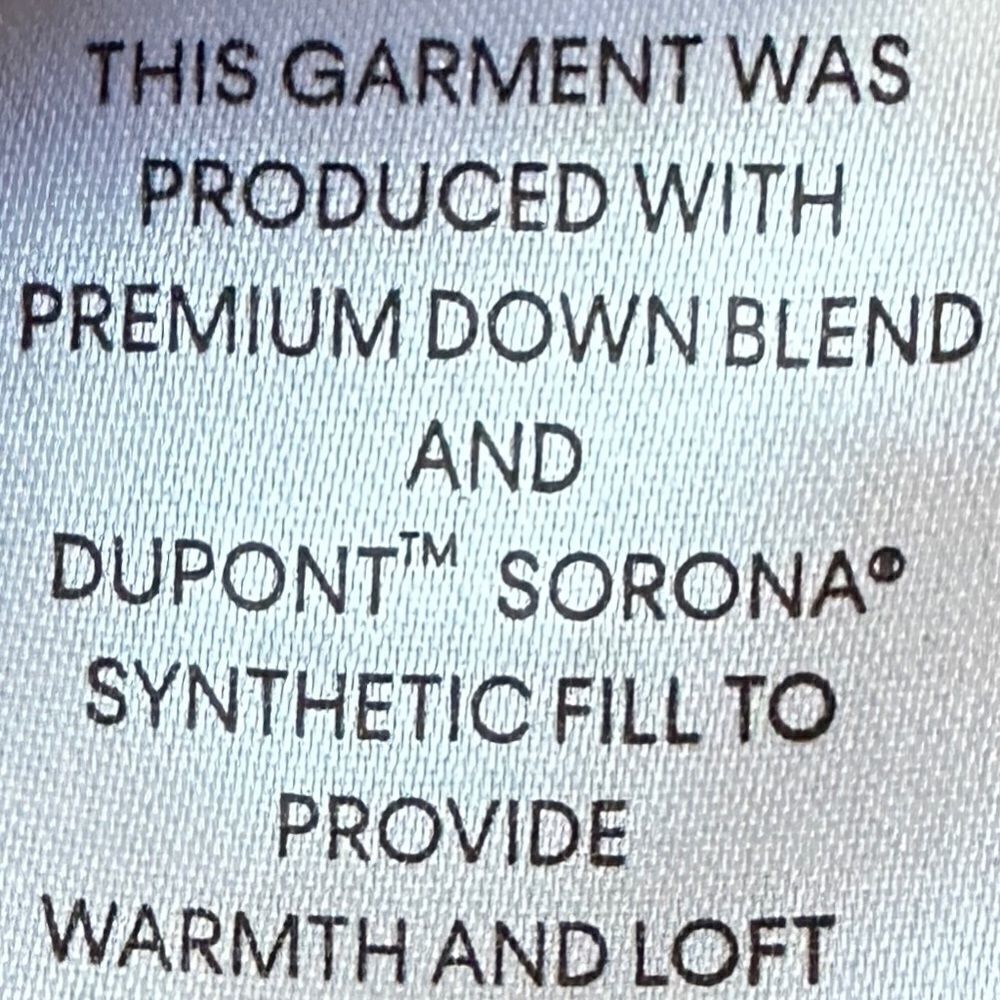 THIS GARMENT WAS
PRODUCED WITH
PREMIUM DOWN BLEND
AND
DUPONT™ SORONA®
SYNTHETIC FILL TO
PROVIDE
WARMTH AND LOFT